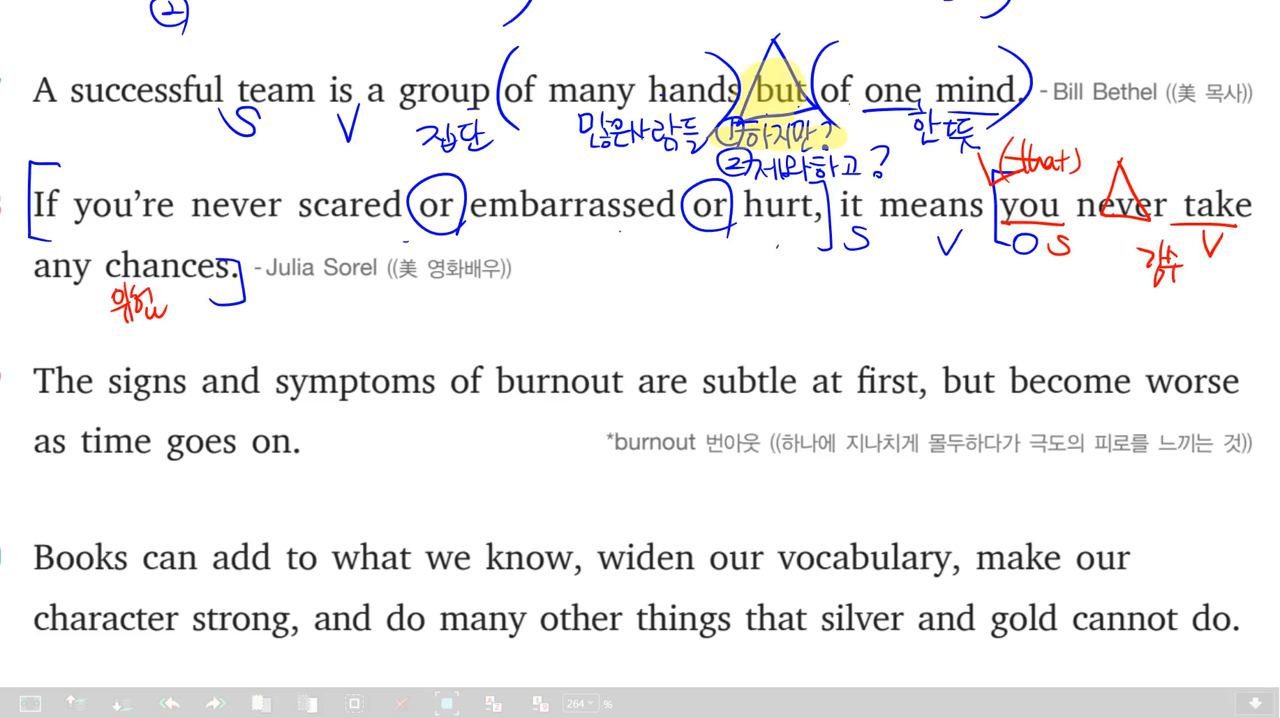 ②
A successful team is a group (of many hands) but (of one mind). - Bill Bethel ((美 목사))
S V 집단 많은사람들 ①하지만? 한 뜻
②제외하고? (that)
[If you're never scared or embarrassed or hurt,] it means [you never take
S V O S 감수 V
any chances.] - Julia Sorel ((美 영화배우))
위험
The signs and symptoms of burnout are subtle at first, but become worse
as time goes on. *burnout 번아웃 ((하나에 지나치게 몰두하다가 극도의 피로를 느끼는 것))
Books can add to what we know, widen our vocabulary, make our
character strong, and do many other things that silver and gold cannot do.
264 %